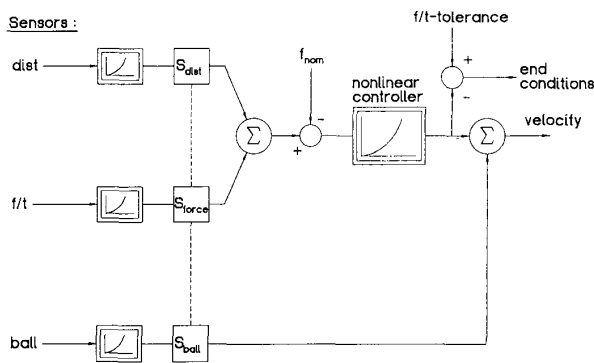 Sensors :
f/t-tolerance
dist
S_dist
f_nom
+
-
end
conditions
nonlinear
controller
-
velocity
Σ
+
-
Σ
f/t
S_force
ball
S_ball